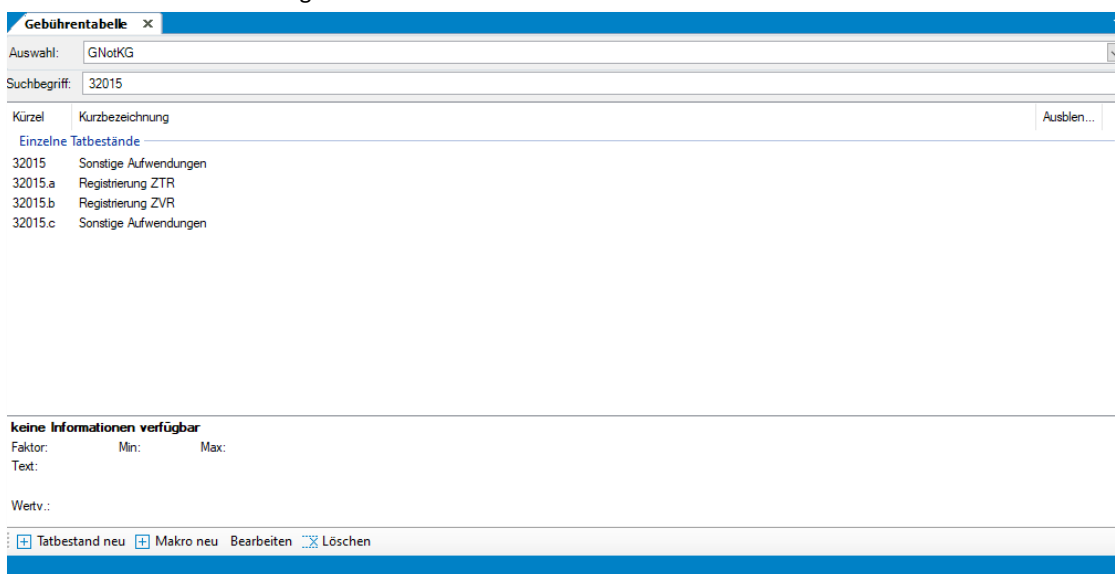 Gebührentabelle X
Auswahl: GNotKG
Suchbegriff: 32015
Kürzel Kurzbezeichnung Ausblen...
Einzelne Tatbestände
32015 Sonstige Aufwendungen
32015.a Registrierung ZTR
32015.b Registrierung ZVR
32015.c Sonstige Aufwendungen
keine Informationen verfügbar
Faktor: Min: Max:
Text:
Wertv.:
Tatbestand neu Makro neu Bearbeiten Löschen